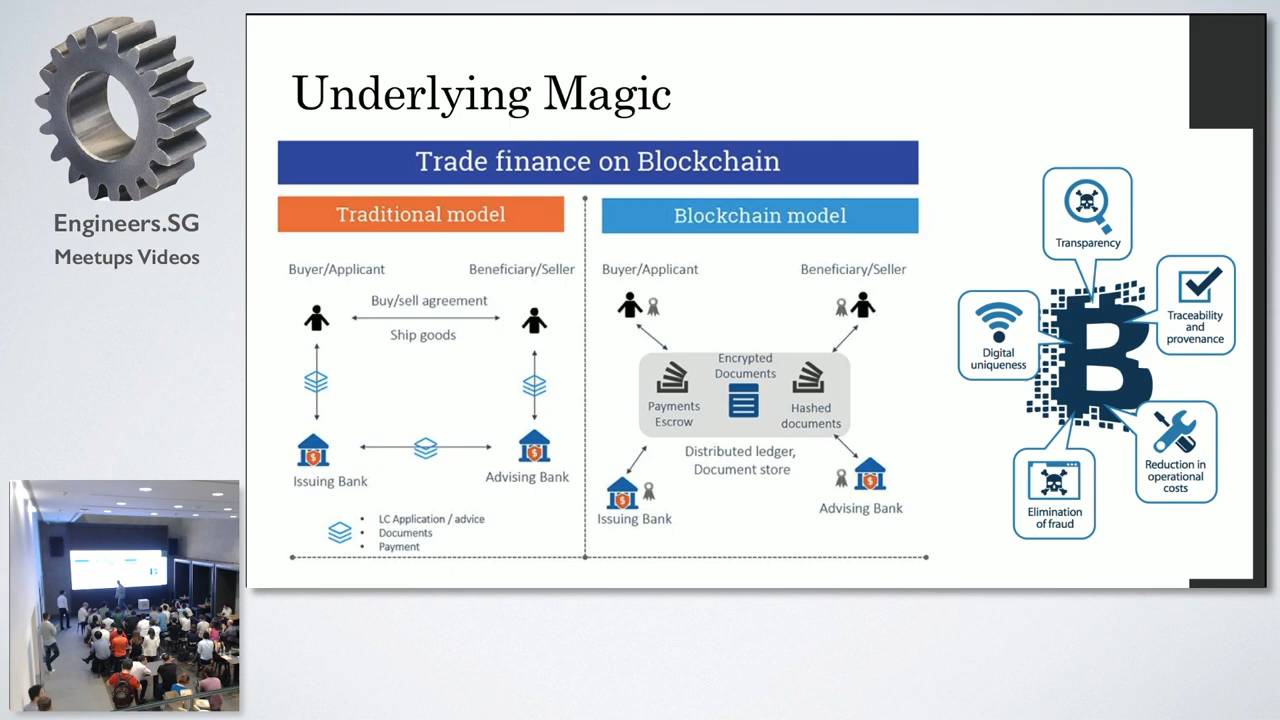 Engineers.SG
Meetups Videos
Underlying Magic
Trade finance on Blockchain
Traditional model
Buyer/Applicant
Beneficiary/Seller
Buy/sell agreement
Ship goods
Issuing Bank
Advising Bank
• LC Application / advice
• Documents
• Payment
Blockchain model
Buyer/Applicant
Beneficiary/Seller
Encrypted
Documents
Payments
Escrow
Hashed
documents
Distributed ledger,
Document store
Issuing Bank
Advising Bank
Transparency
Traceability
and
provenance
Digital
uniqueness
Reduction in
operational
costs
Elimination
of fraud